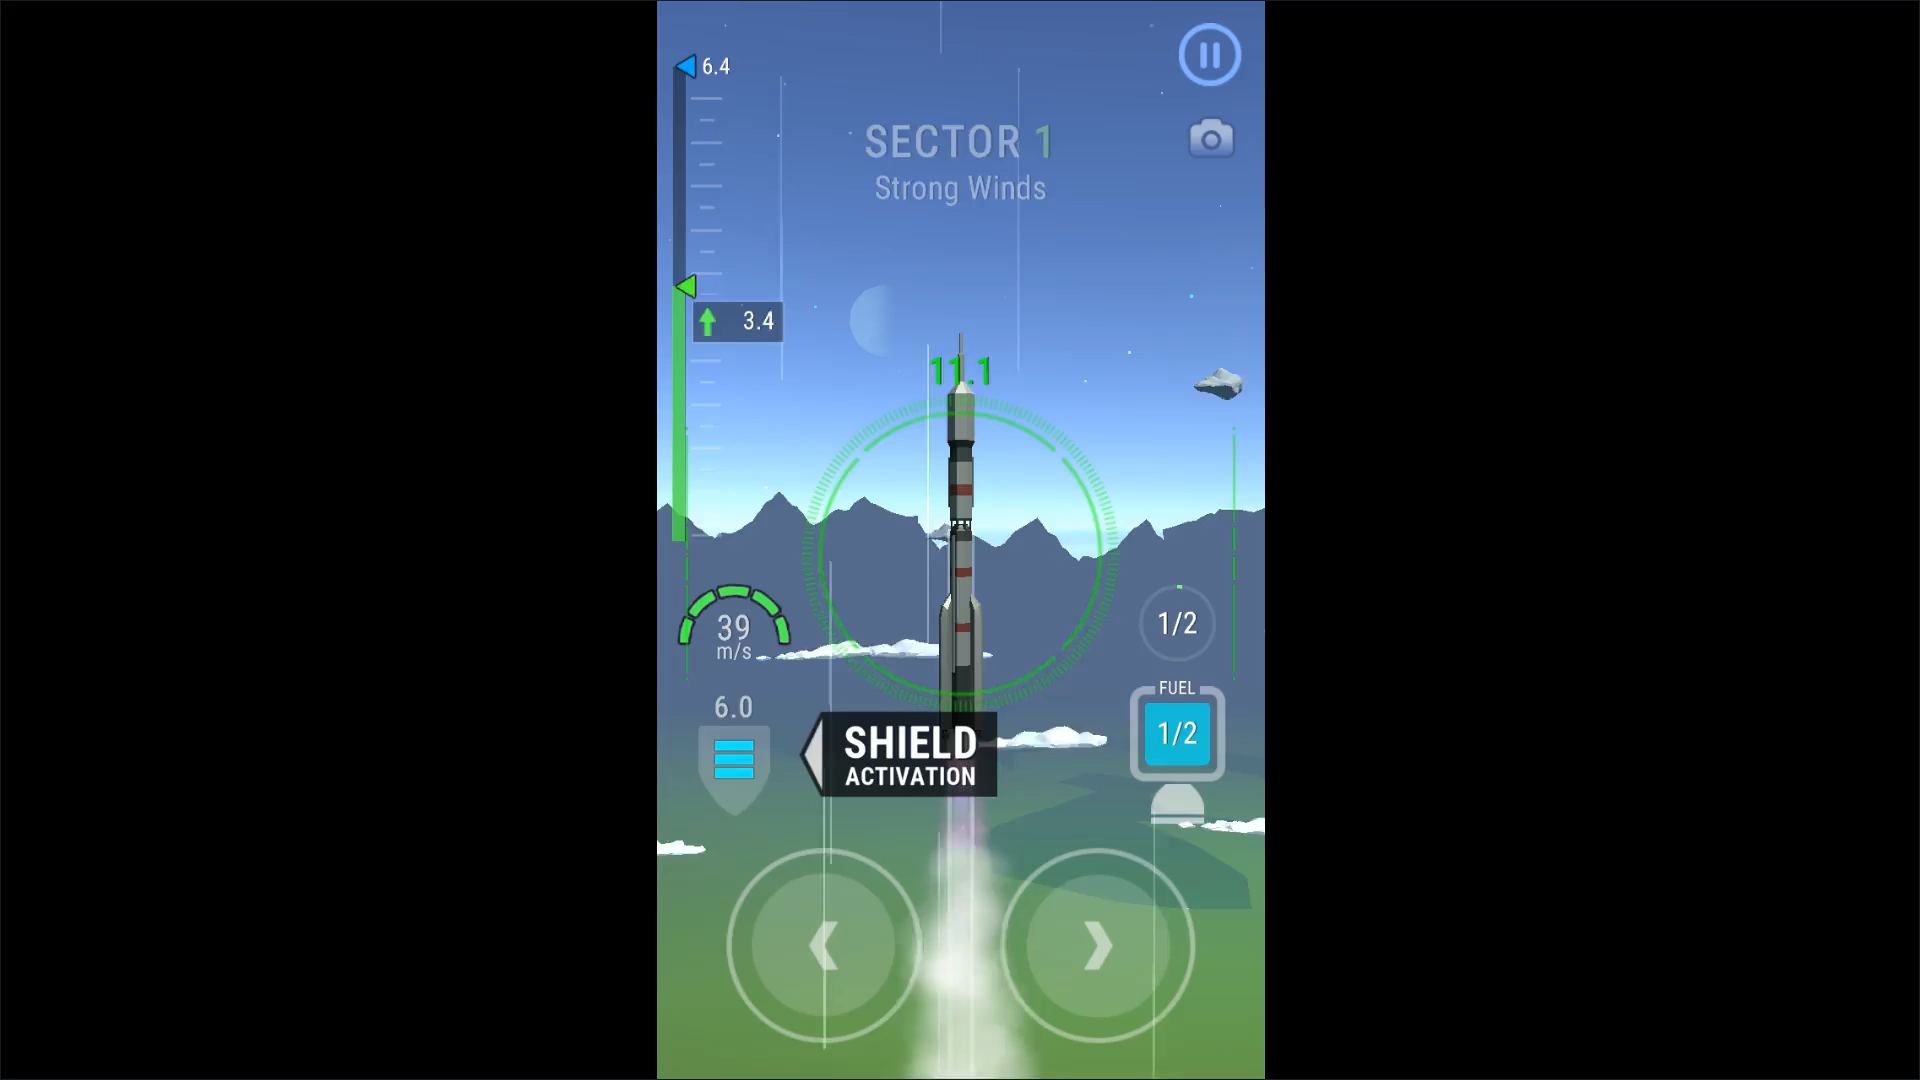 6.4
SECTOR 1
Strong Winds
3.4
11.1
39
m/s
1/2
FUEL
1/2
6.0
SHIELD
ACTIVATION